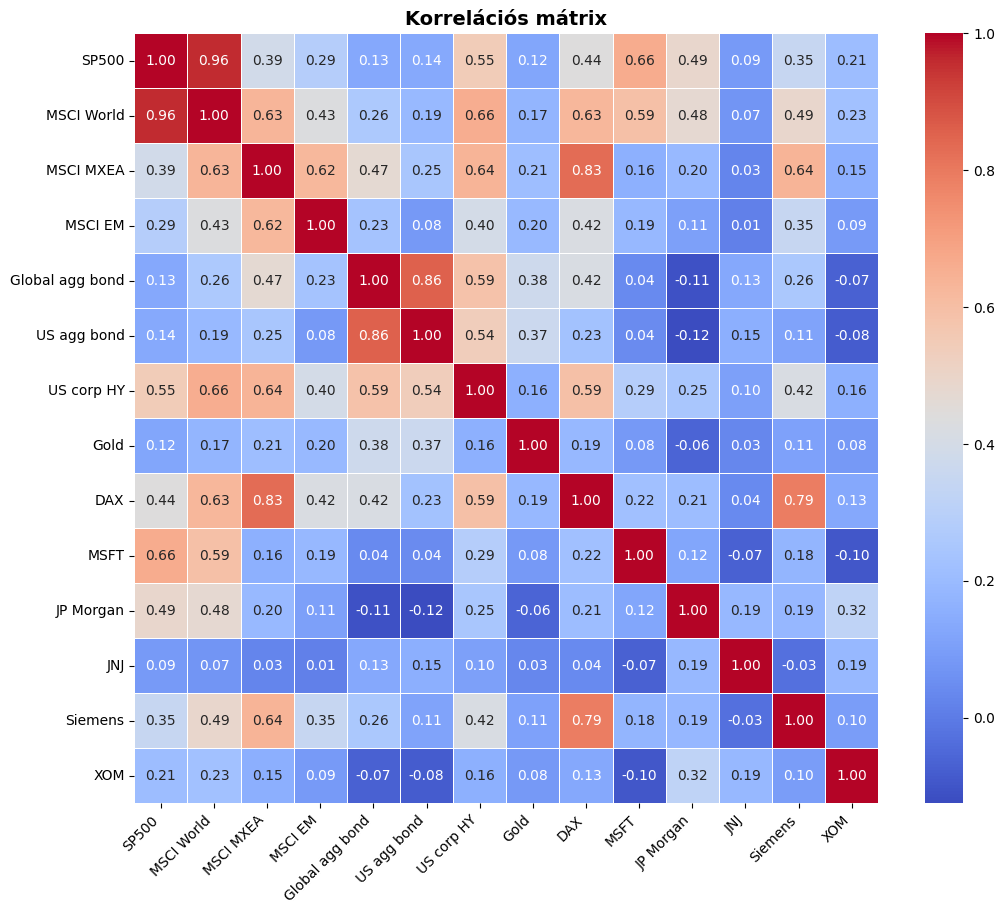 Korrelációs mátrix
SP500 1.00 0.96 0.39 0.29 0.13 0.14 0.55 0.12 0.44 0.66 0.49 0.09 0.35 0.21
MSCI World 0.96 1.00 0.63 0.43 0.26 0.19 0.66 0.17 0.63 0.59 0.48 0.07 0.49 0.23
MSCI MXEA 0.39 0.63 1.00 0.62 0.47 0.25 0.64 0.21 0.83 0.16 0.20 0.03 0.64 0.15
MSCI EM 0.29 0.43 0.62 1.00 0.23 0.08 0.40 0.20 0.42 0.19 0.11 0.01 0.35 0.09
Global agg bond 0.13 0.26 0.47 0.23 1.00 0.86 0.59 0.38 0.42 0.04 -0.11 0.13 0.26 -0.07
US agg bond 0.14 0.19 0.25 0.08 0.86 1.00 0.54 0.37 0.23 0.04 -0.12 0.15 0.11 -0.08
US corp HY 0.55 0.66 0.64 0.40 0.59 0.54 1.00 0.16 0.59 0.29 0.25 0.10 0.42 0.16
Gold 0.12 0.17 0.21 0.20 0.38 0.37 0.16 1.00 0.19 0.08 -0.06 0.03 0.11 0.08
DAX 0.44 0.63 0.83 0.42 0.42 0.23 0.59 0.19 1.00 0.22 0.21 0.04 0.79 0.13
MSFT 0.66 0.59 0.16 0.19 0.04 0.04 0.29 0.08 0.22 1.00 0.12 -0.07 0.18 -0.10
JP Morgan 0.49 0.48 0.20 0.11 -0.11 -0.12 0.25 -0.06 0.21 0.12 1.00 0.19 0.19 0.32
JNJ 0.09 0.07 0.03 0.01 0.13 0.15 0.10 0.03 0.04 -0.07 0.19 1.00 -0.03 0.19
Siemens 0.35 0.49 0.64 0.35 0.26 0.11 0.42 0.11 0.79 0.18 0.19 -0.03 1.00 0.10
XOM 0.21 0.23 0.15 0.09 -0.07 -0.08 0.16 0.08 0.13 -0.10 0.32 0.19 0.10 1.00
SP500 MSCI World MSCI MXEA MSCI EM Global agg bond US agg bond US corp HY Gold DAX MSFT JP Morgan JNJ Siemens XOM
1.0
0.8
0.6
0.4
0.2
0.0